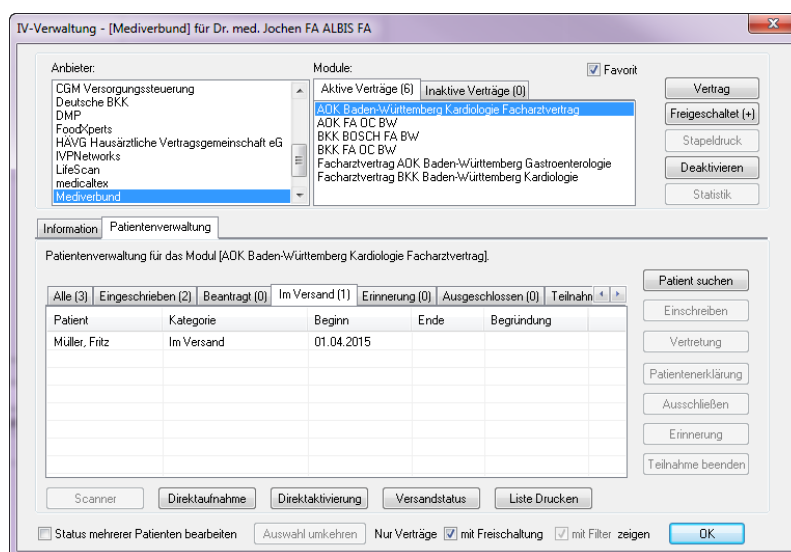 IV-Verwaltung - [Mediverbund] für Dr. med. Jochen FA ALBIS FA
Anbieter:
CGM Versorgungssteuerung
Deutsche BKK
DMP
FoodXperts
HÄVG Hausärztliche Vertragsgemeinschaft eG
IVPNetworks
LifeScan
medicaltex
Mediverbund
Module:
Favorit
Aktive Verträge (6) Inaktive Verträge (0)
AOK Baden-Württemberg Kardiologie Facharztvertrag
AOK FA OC BW
BKK BOSCH FA BW
BKK FA OC BW
Facharztvertrag AOK Baden-Württemberg Gastroenterologie
Facharztvertrag BKK Baden-Württemberg Kardiologie
Vertrag
Freigeschaltet (+)
Stapeldruck
Deaktivieren
Statistik
Information Patientenverwaltung
Patientenverwaltung für das Modul [AOK Baden-Württemberg Kardiologie Facharztvertrag].
Alle (3) Eingeschrieben (2) Beantragt (0) Im Versand (1) Erinnerung (0) Ausgeschlossen (0) Teilnahm
Patient Kategorie Beginn Ende Begründung
Müller, Fritz Im Versand 01.04.2015
Patient suchen
Einschreiben
Vertretung
Patientenerklärung
Ausschließen
Erinnerung
Teilnahme beenden
Scanner Direktaufnahme Direktaktivierung Versandstatus Liste Drucken
Status mehrerer Patienten bearbeiten Auswahl umkehren Nur Verträge mit Freischaltung mit Filter zeigen OK